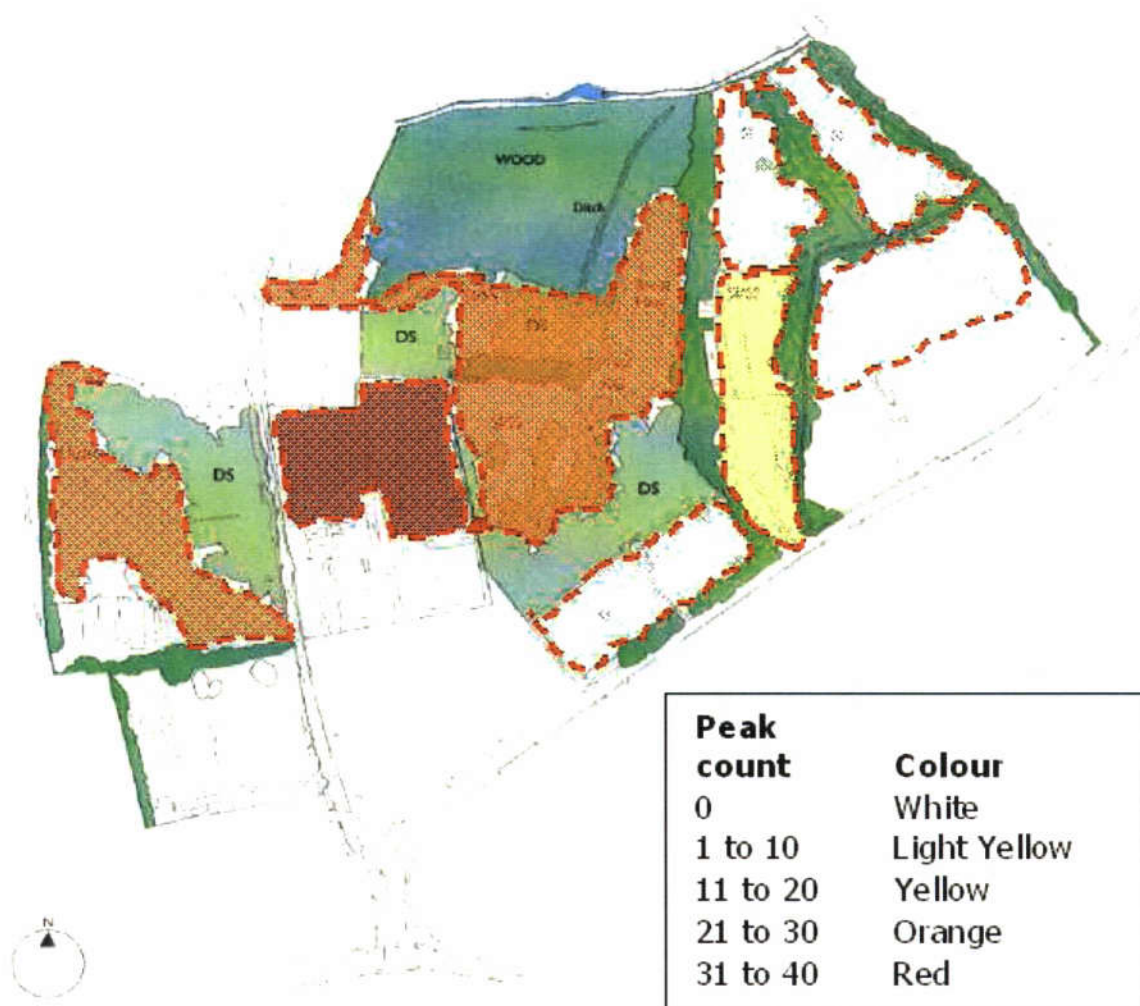 WOOD
Ditch
DS
DS
DS
DS
N
Peak
count Colour
0 White
1 to 10 Light Yellow
11 to 20 Yellow
21 to 30 Orange
31 to 40 Red